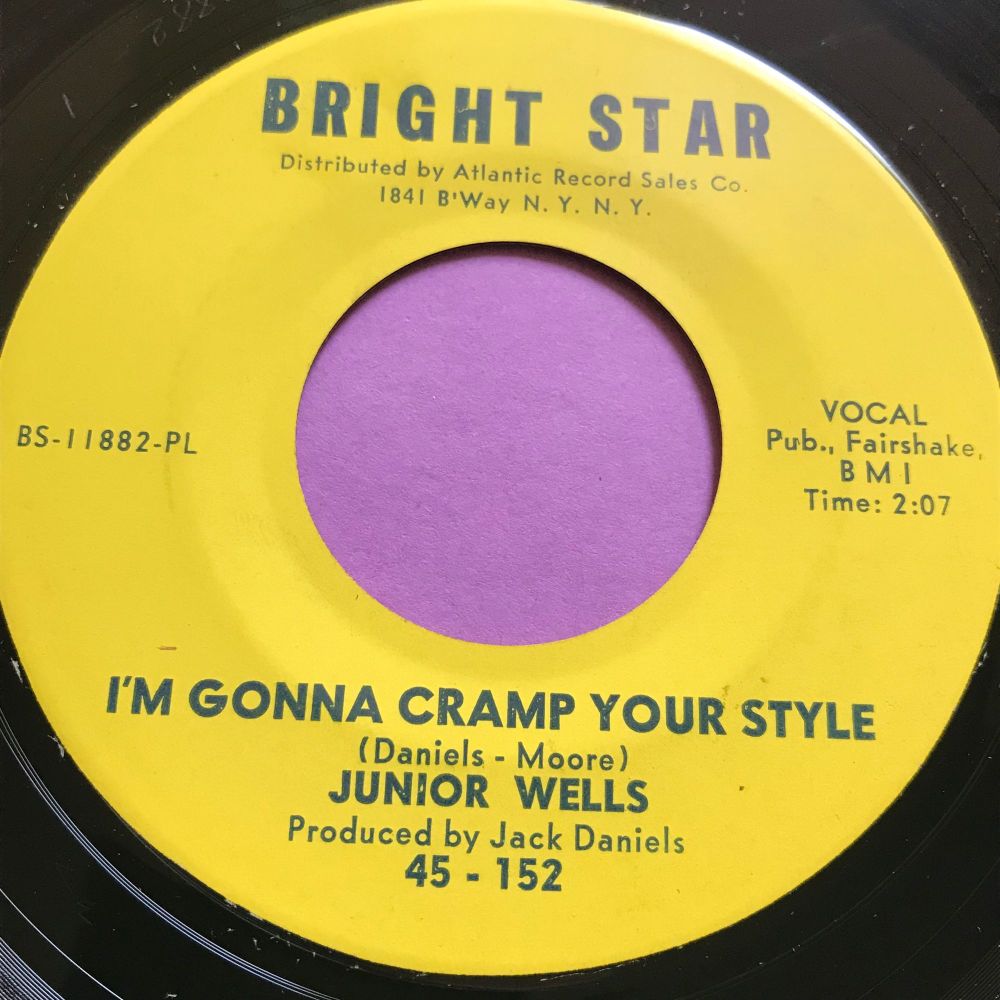 BRIGHT STAR
Distributed by Atlantic Record Sales Co.
1841 B'Way N. Y. N. Y.
BS-11882-PL
VOCAL
Pub., Fairshake,
B M I
Time: 2:07
I'M GONNA CRAMP YOUR STYLE
(Daniels - Moore)
JUNIOR WELLS
Produced by Jack Daniels
45 - 152